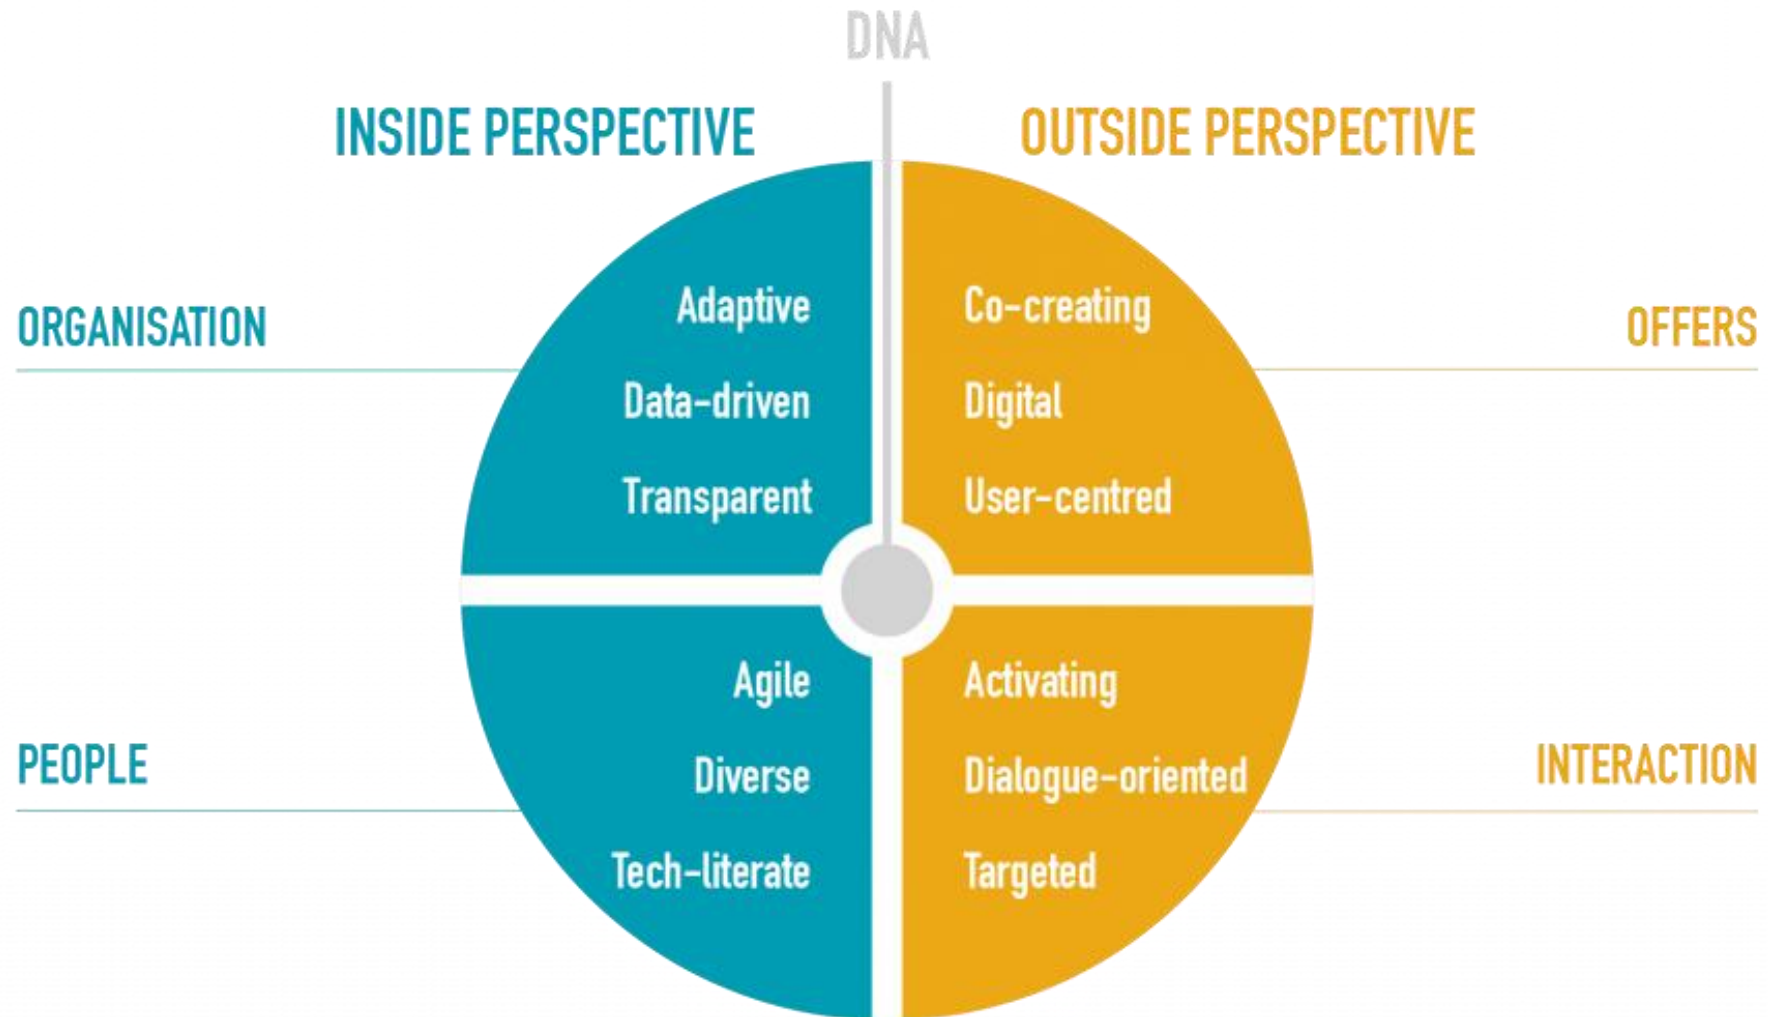 DNA
INSIDE PERSPECTIVE
OUTSIDE PERSPECTIVE
ORGANISATION
Adaptive
Data-driven
Transparent
Co-creating
Digital
User-centred
OFFERS
PEOPLE
Agile
Diverse
Tech-literate
Activating
Dialogue-oriented
Targeted
INTERACTION